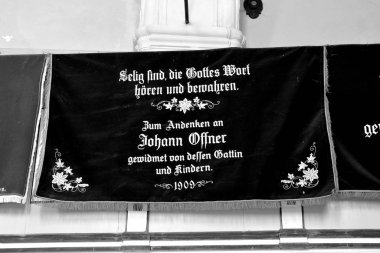 Selig sind, die Gottes Wort
hören und bewahren.
Zum Andenken an
Johann Offner
gewidmet von dessen Gattin
und Kindern.
1909